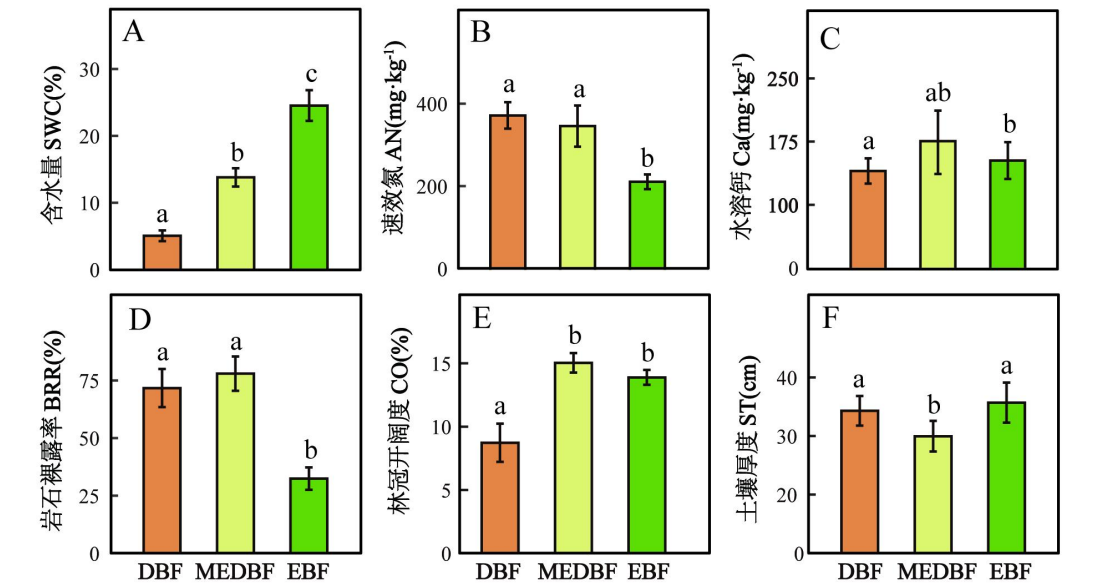 A
含水量 SWC(%)
30
20
10
0
a
b
c
B
速效氮 AN(mg·kg⁻¹)
400
200
0
a
a
b
C
水溶钙 Ca(mg·kg⁻¹)
250
175
100
0
a
ab
b
D
岩石裸露率 BRR(%)
75
50
25
0
a
a
b
DBF MEDBF EBF
E
林冠开阔度 CO(%)
15
10
5
0
a
b
b
DBF MEDBF EBF
F
土壤厚度 ST(cm)
40
30
20
0
a
b
a
DBF MEDBF EBF